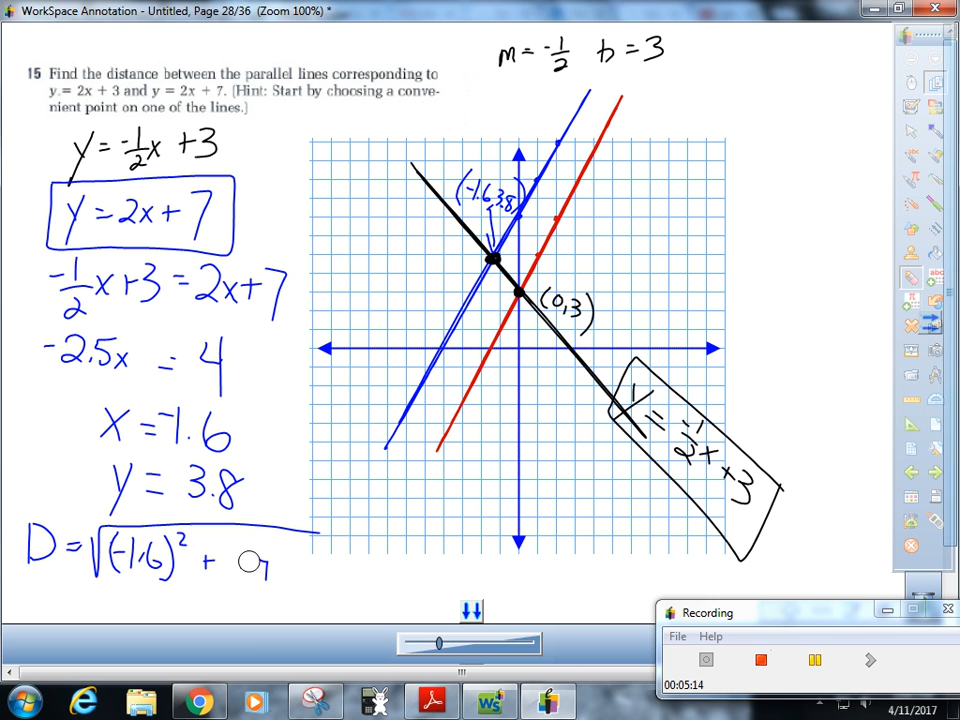 WorkSpace Annotation - Untitled, Page 28/36 (Zoom 100%) *
m = -1/2 b = 3
15 Find the distance between the parallel lines corresponding to
y = 2x + 3 and y = 2x + 7. (Hint: Start by choosing a conve-
nient point on one of the lines.)
y = -1/2x + 3
y = 2x + 7
-1/2x + 3 = 2x + 7
-2.5x = 4
x = -1.6
y = 3.8
D = √(-1.6)² +
(-1.6, 3.8)
(0,3)
y = -1/2x + 3
Recording
File Help
00:05:14
4/11/2017